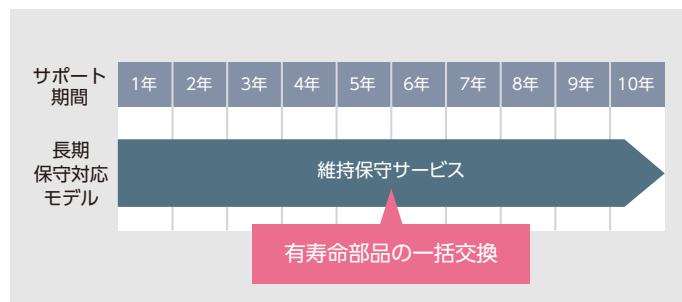 サポート
期間
1年 2年 3年 4年 5年 6年 7年 8年 9年 10年
長期
保守対応
モデル
維持保守サービス
有寿命部品の一括交換